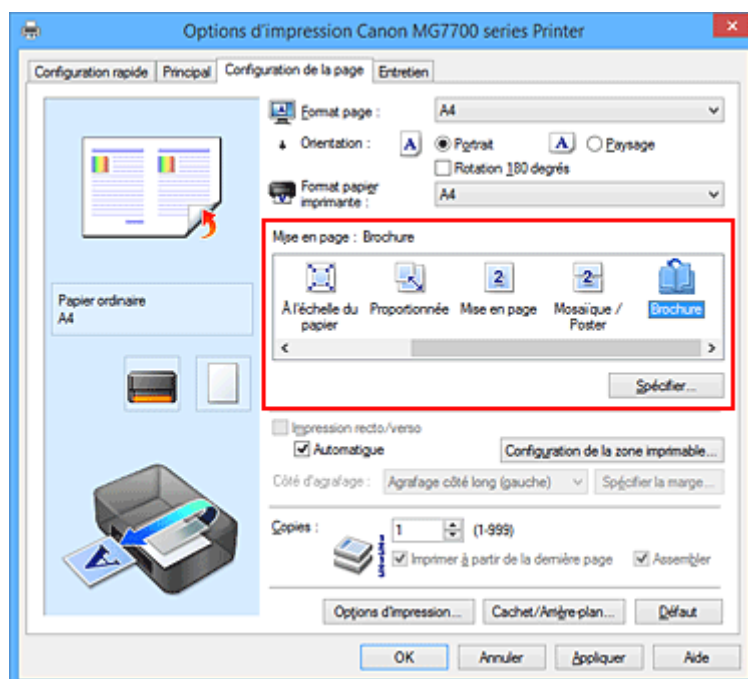 Options d'impression Canon MG7700 series Printer
Configuration rapide Principal Configuration de la page Entretien
Format page : A4
Orientation : A Portrait A Paysage
Rotation 180 degrés
Format papier imprimante : A4
Mise en page : Brochure
À l'échelle du papier Proportionnée Mise en page Mosaïque / Poster Brochure
Spécifier...
Papier ordinaire
A4
Impression recto/verso
Automatique Configuration de la zone imprimable...
Côté d'agrafage : Agrafage côté long (gauche) Spécifier la marge...
Copies : 1 (1-999)
Imprimer à partir de la dernière page Assembler
Options d'impression... Cachet/Arrière-plan... Défaut
OK Annuler Appliquer Aide